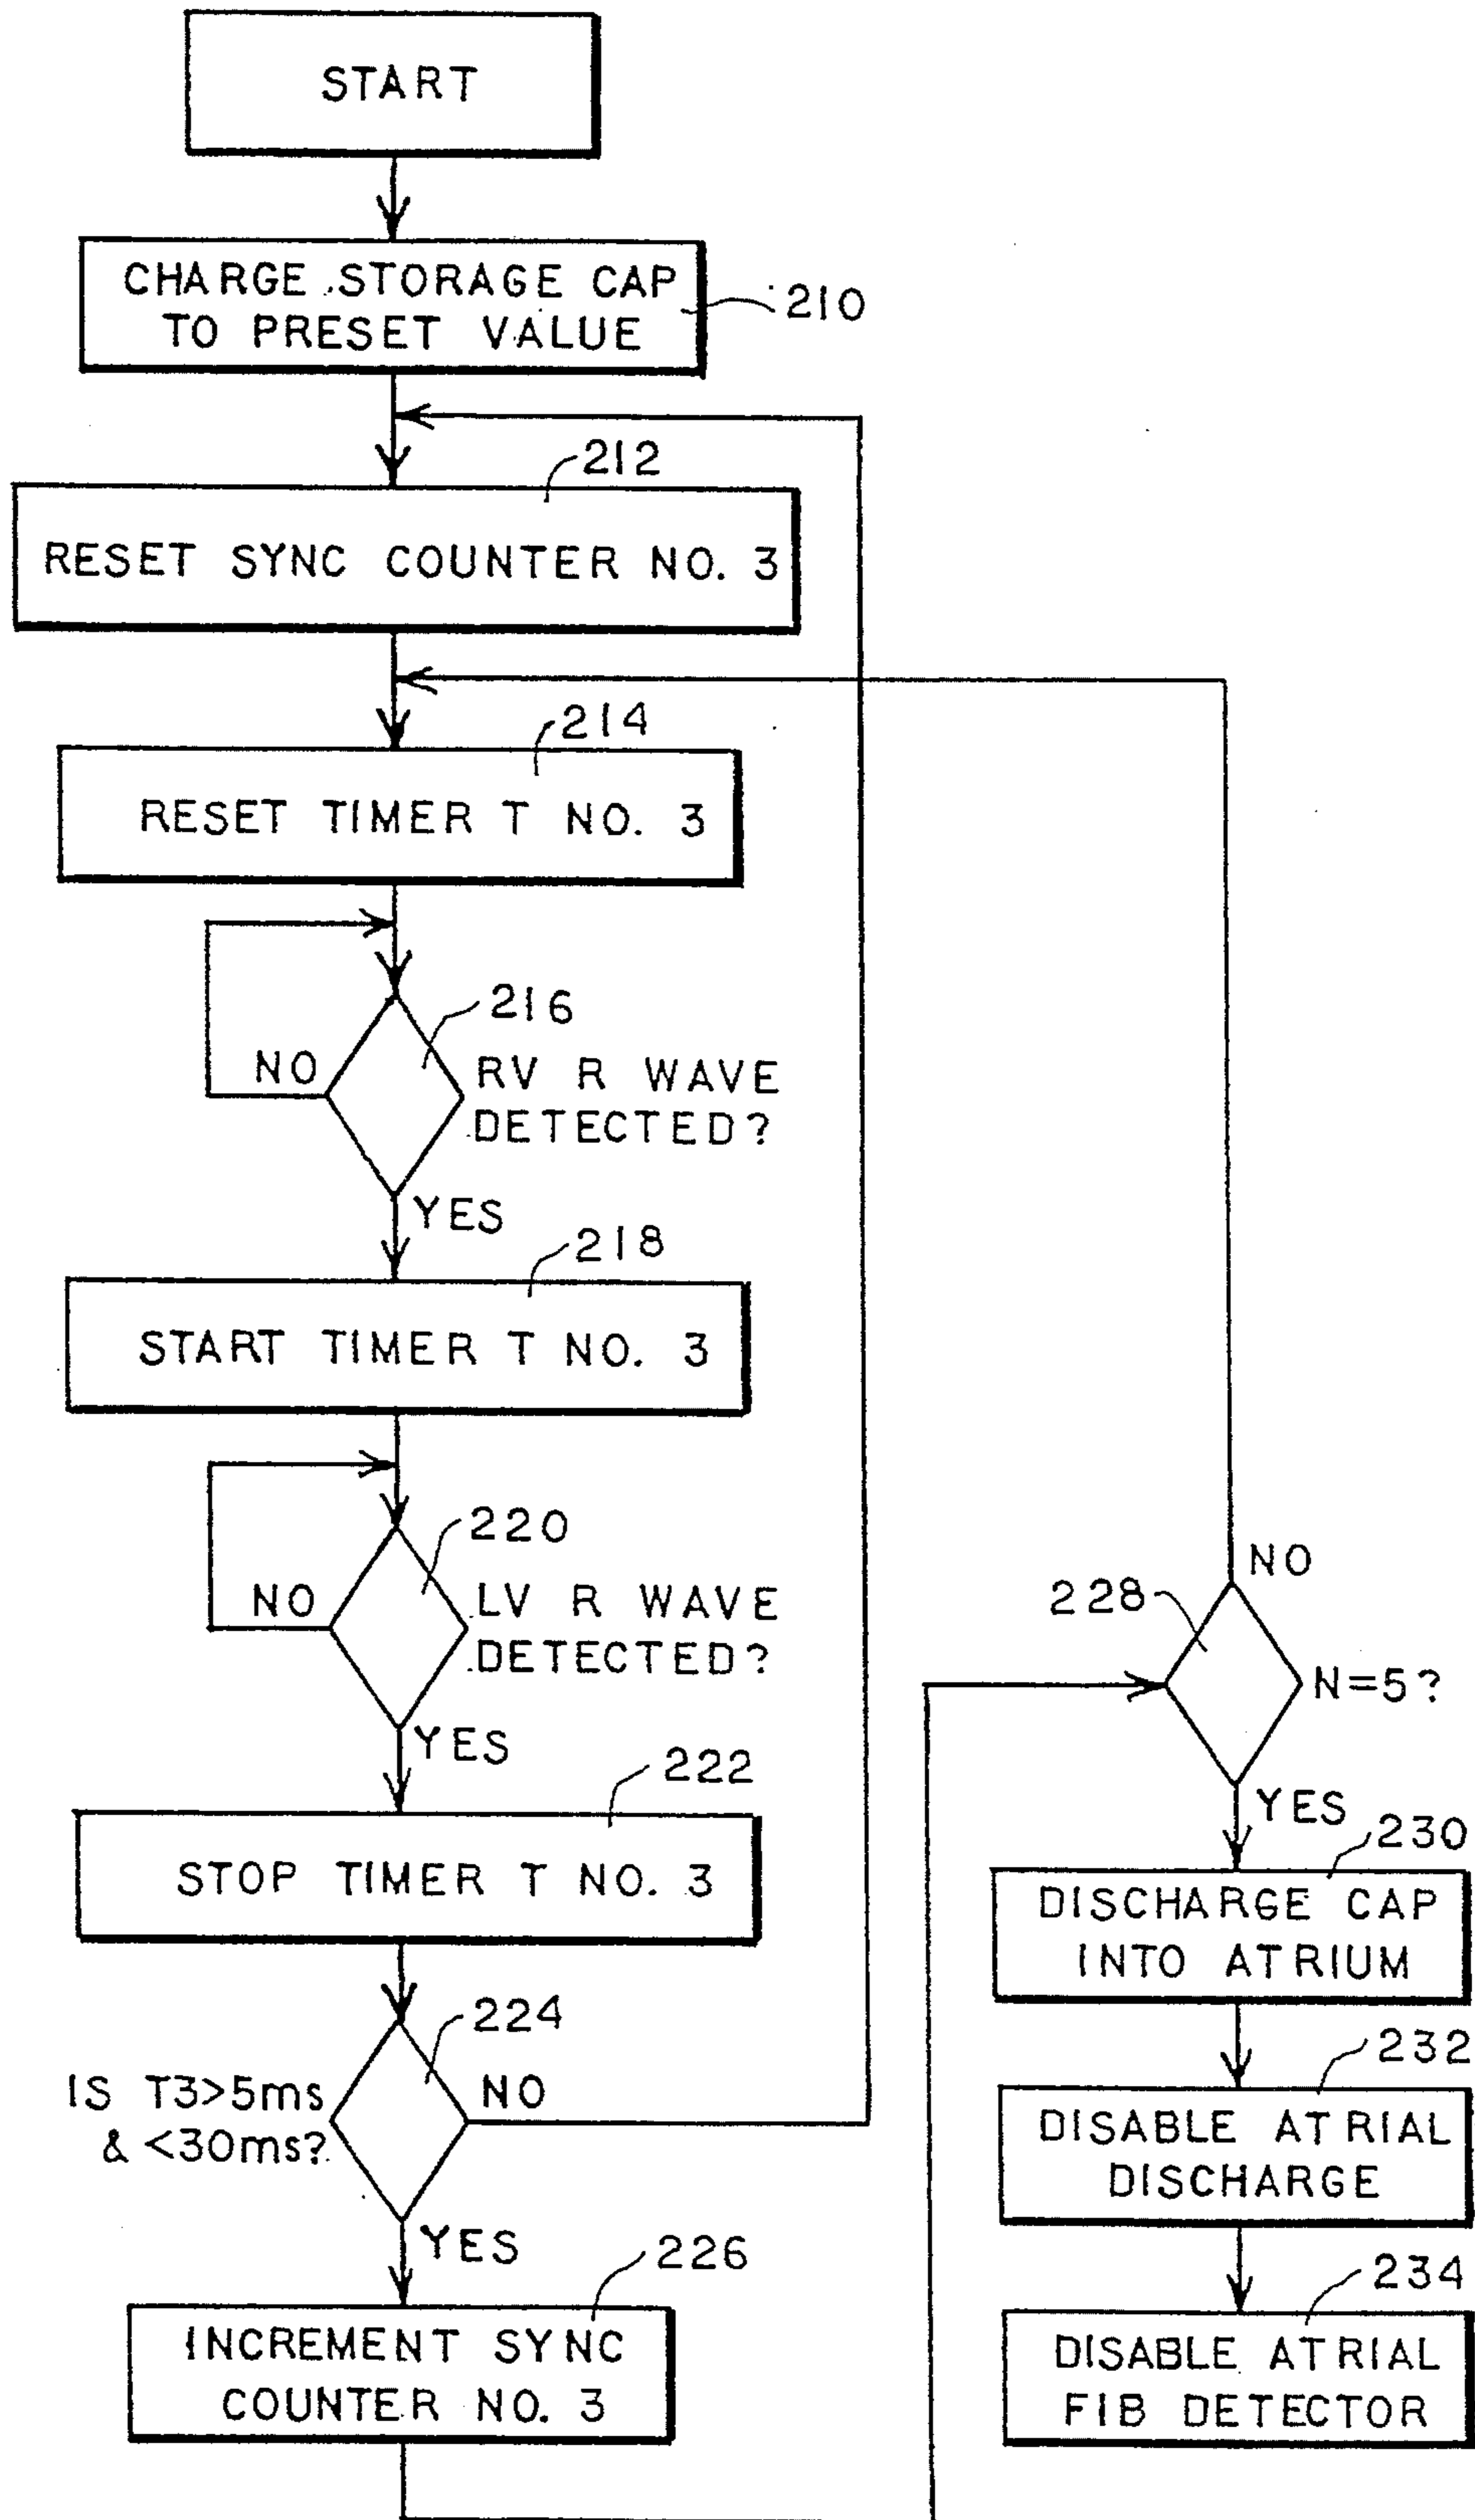 START
CHARGE STORAGE CAP
TO PRESET VALUE
210
212
RESET SYNC COUNTER NO. 3
214
RESET TIMER T NO. 3
216
NO
RV R WAVE
DETECTED?
YES
218
START TIMER T NO. 3
220
NO
LV R WAVE
DETECTED?
YES
222
STOP TIMER T NO. 3
224
IS T3>5ms
& <30ms?
NO
YES
226
INCREMENT SYNC
COUNTER NO. 3
NO
228
N=5?
YES
230
DISCHARGE CAP
INTO ATRIUM
232
DISABLE ATRIAL
DISCHARGE
234
DISABLE ATRIAL
FIB DETECTOR